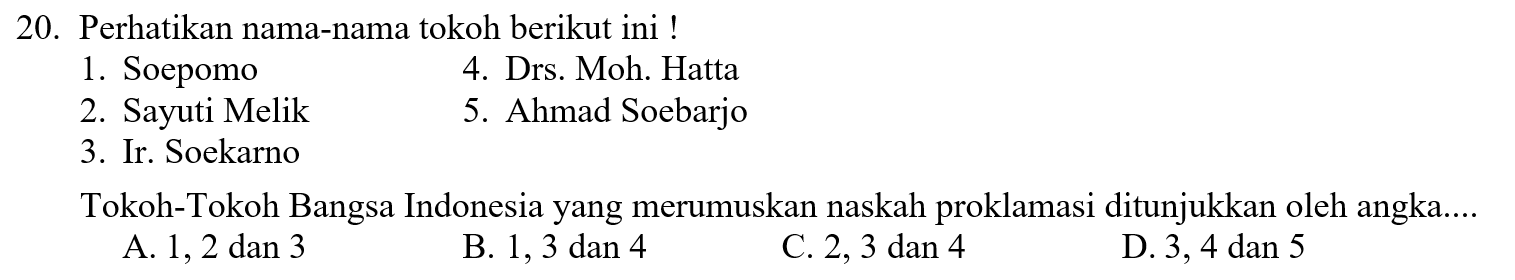 20. Perhatikan nama-nama tokoh berikut ini !
1. Soepomo 4. Drs. Moh. Hatta
2. Sayuti Melik 5. Ahmad Soebarjo
3. Ir. Soekarno
Tokoh-Tokoh Bangsa Indonesia yang merumuskan naskah proklamasi ditunjukkan oleh angka....
A. 1, 2 dan 3 B. 1, 3 dan 4 C. 2, 3 dan 4 D. 3, 4 dan 5